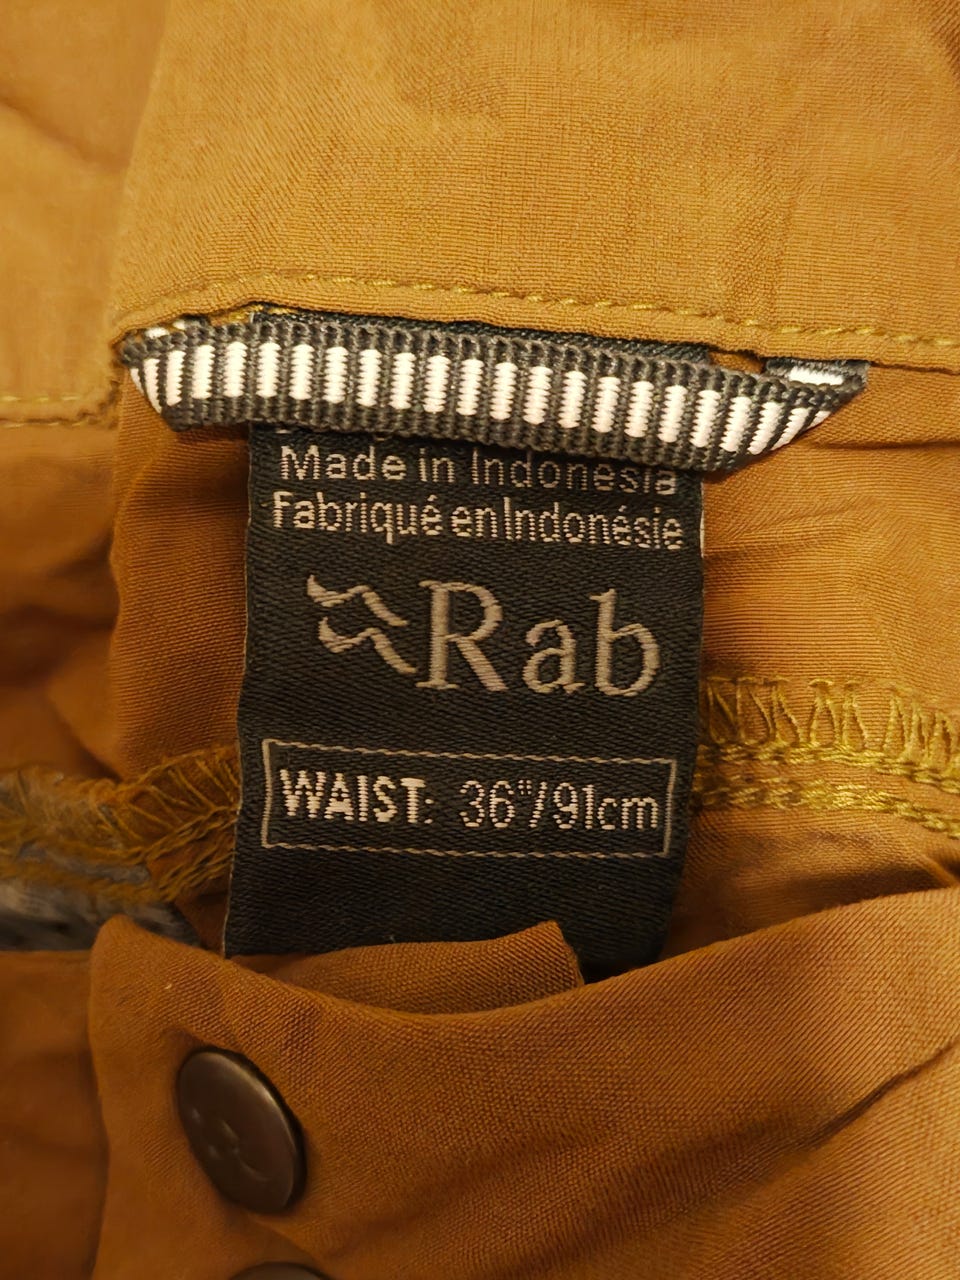 Made in Indonesia
Fabriqué en Indonésie
Rab
WAIST: 36"/91cm